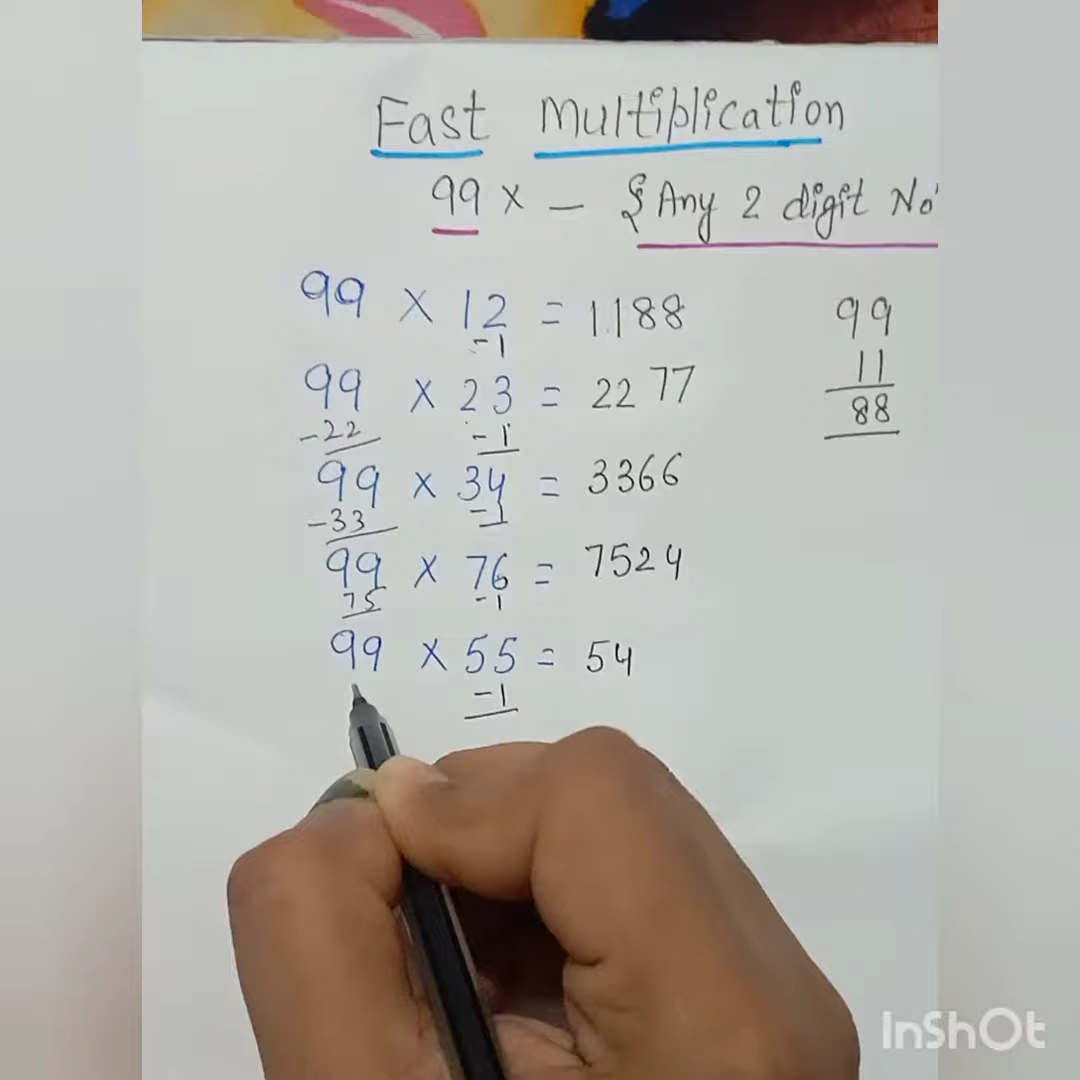 Fast Multiplication
99 × – { Any 2 digit No'
99 × 12 = 1188
-1
99 × 23 = 2277
-22 -1
99 × 34 = 3366
-33 -1
99 × 76 = 7524
75 -1
99 × 55 = 54
-1
99
11
88
InShOt